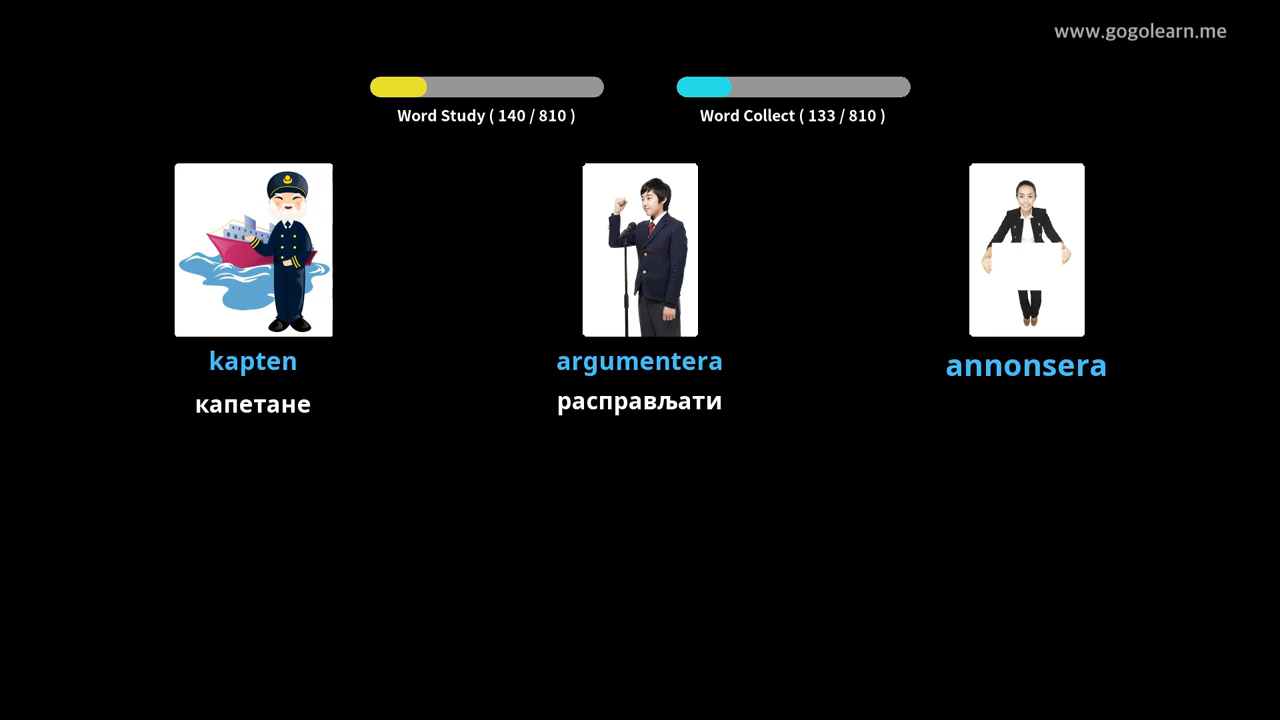 www.gogolearn.me
Word Study ( 140 / 810 )
Word Collect ( 133 / 810 )
kapten
argumentera
annonsera
капетане
расправљати